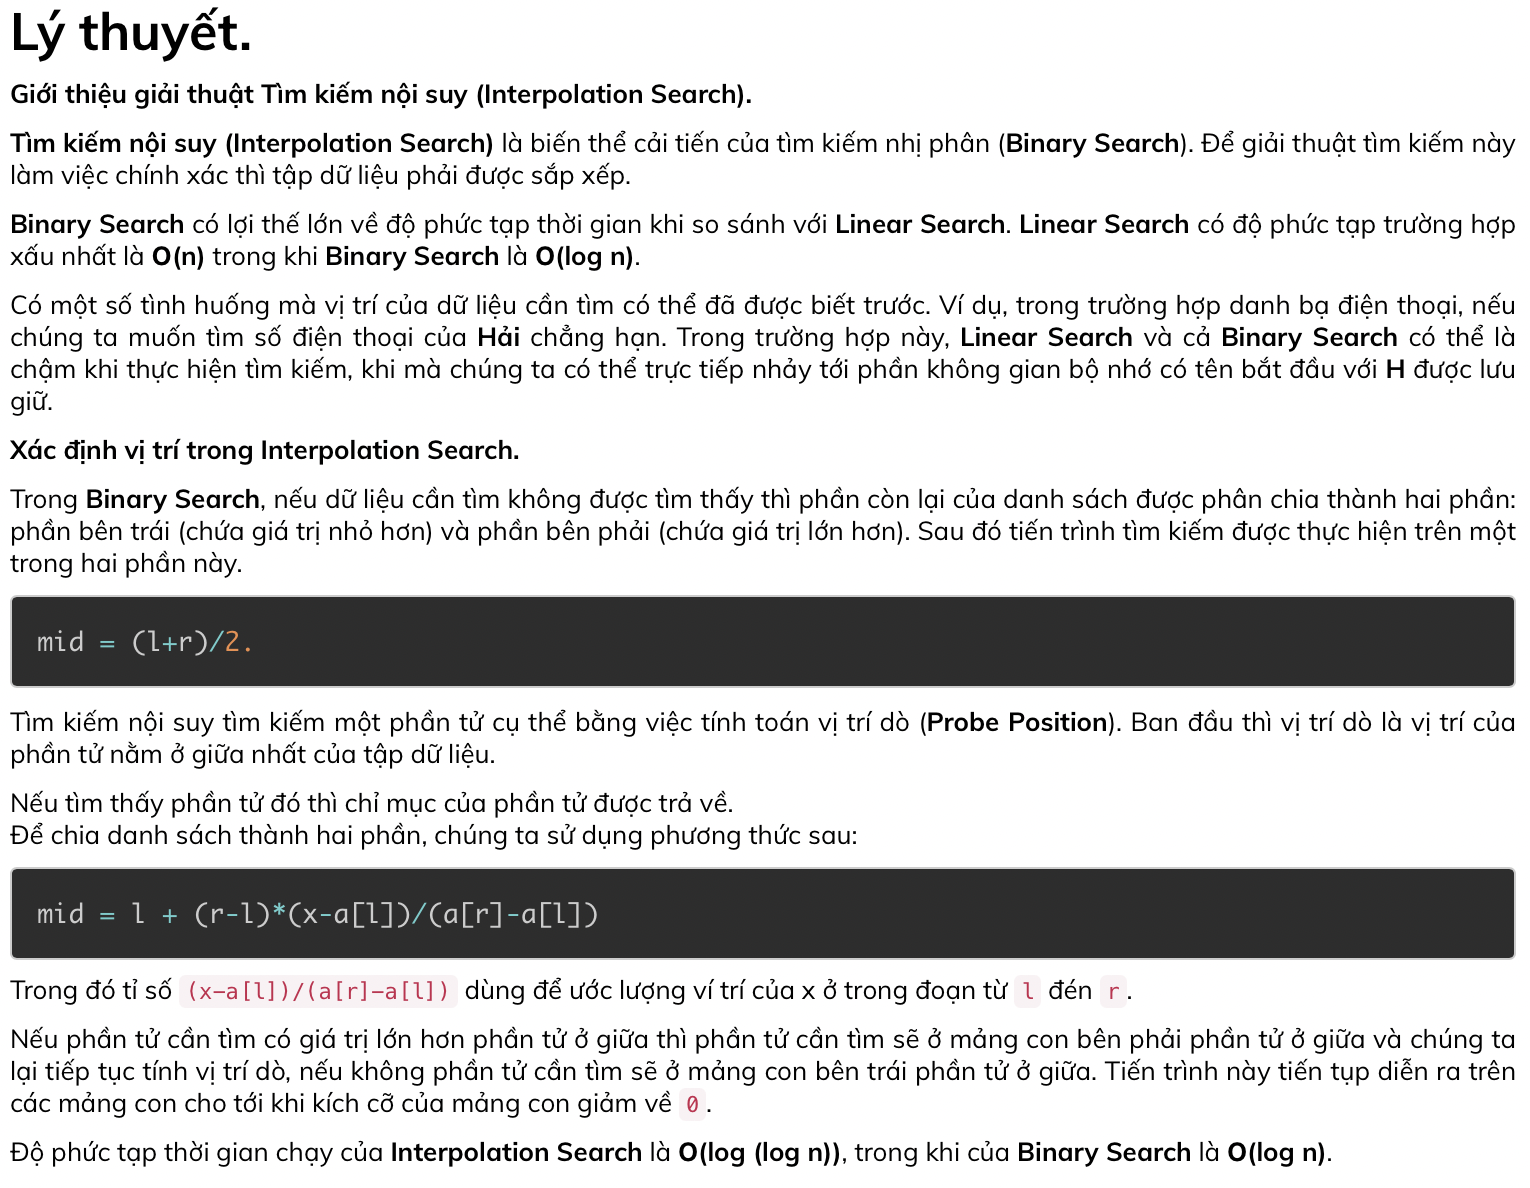 Lý thuyết.
Giới thiệu giải thuật Tìm kiếm nội suy (Interpolation Search).
Tìm kiếm nội suy (Interpolation Search) là biến thể cải tiến của tìm kiếm nhị phân (Binary Search). Để giải thuật tìm kiếm này
làm việc chính xác thì tập dữ liệu phải được sắp xếp.
Binary Search có lợi thế lớn về độ phức tạp thời gian khi so sánh với Linear Search. Linear Search có độ phức tạp trường hợp
xấu nhất là O(n) trong khi Binary Search là O(log n).
Có một số tình huống mà vị trí của dữ liệu cần tìm có thể đã được biết trước. Ví dụ, trong trường hợp danh bạ điện thoại, nếu
chúng ta muốn tìm số điện thoại của Hải chẳng hạn. Trong trường hợp này, Linear Search và cả Binary Search có thể là
chậm khi thực hiện tìm kiếm, khi mà chúng ta có thể trực tiếp nhảy tới phần không gian bộ nhớ có tên bắt đầu với H được lưu
giữ.
Xác định vị trí trong Interpolation Search.
Trong Binary Search, nếu dữ liệu cần tìm không được tìm thấy thì phần còn lại của danh sách được phân chia thành hai phần:
phần bên trái (chứa giá trị nhỏ hơn) và phần bên phải (chứa giá trị lớn hơn). Sau đó tiến trình tìm kiếm được thực hiện trên một
trong hai phần này.
mid = (l+r)/2.
Tìm kiếm nội suy tìm kiếm một phần tử cụ thể bằng việc tính toán vị trí dò (Probe Position). Ban đầu thì vị trí dò là vị trí của
phần tử nằm ở giữa nhất của tập dữ liệu.
Nếu tìm thấy phần tử đó thì chỉ mục của phần tử được trả về.
Để chia danh sách thành hai phần, chúng ta sử dụng phương thức sau:
mid = l + (r-l)*(x-a[l])/(a[r]-a[l])
Trong đó tỉ số (x-a[l])/(a[r]-a[l]) dùng để ước lượng ví trí của x ở trong đoạn từ l đén r.
Nếu phần tử cần tìm có giá trị lớn hơn phần tử ở giữa thì phần tử cần tìm sẽ ở mảng con bên phải phần tử ở giữa và chúng ta
lại tiếp tục tính vị trí dò, nếu không phần tử cần tìm sẽ ở mảng con bên trái phần tử ở giữa. Tiến trình này tiến tụp diễn ra trên
các mảng con cho tới khi kích cỡ của mảng con giảm về 0.
Độ phức tạp thời gian chạy của Interpolation Search là O(log (log n)), trong khi của Binary Search là O(log n).